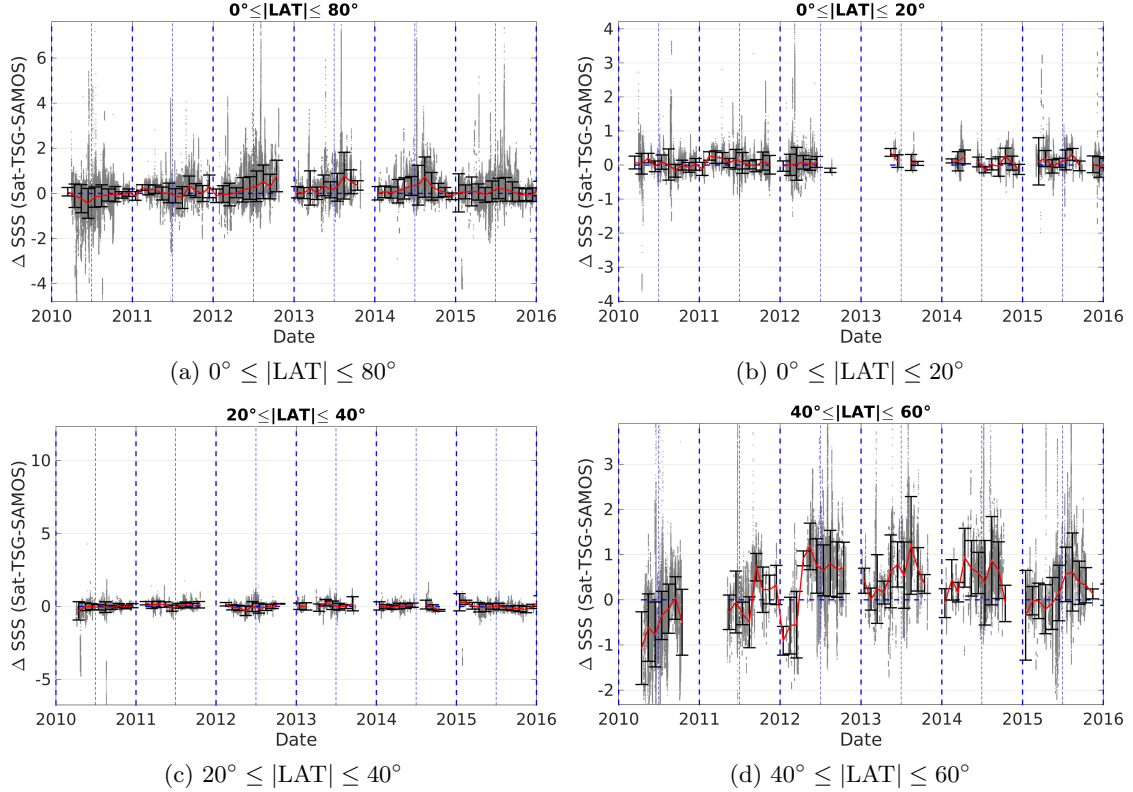 0°≤|LAT|≤ 80°
Δ SSS (Sat-TSG-SAMOS)
6
4
2
0
-2
-4
2010 2011 2012 2013 2014 2015 2016
Date
(a) 0° ≤ |LAT| ≤ 80°
0°≤|LAT|≤ 20°
Δ SSS (Sat-TSG-SAMOS)
4
3
2
1
0
-1
-2
-3
-4
2010 2011 2012 2013 2014 2015 2016
Date
(b) 0° ≤ |LAT| ≤ 20°
20°≤|LAT|≤ 40°
Δ SSS (Sat-TSG-SAMOS)
10
5
0
-5
2010 2011 2012 2013 2014 2015 2016
Date
(c) 20° ≤ |LAT| ≤ 40°
40°≤|LAT|≤ 60°
Δ SSS (Sat-TSG-SAMOS)
3
2
1
0
-1
-2
2010 2011 2012 2013 2014 2015 2016
Date
(d) 40° ≤ |LAT| ≤ 60°